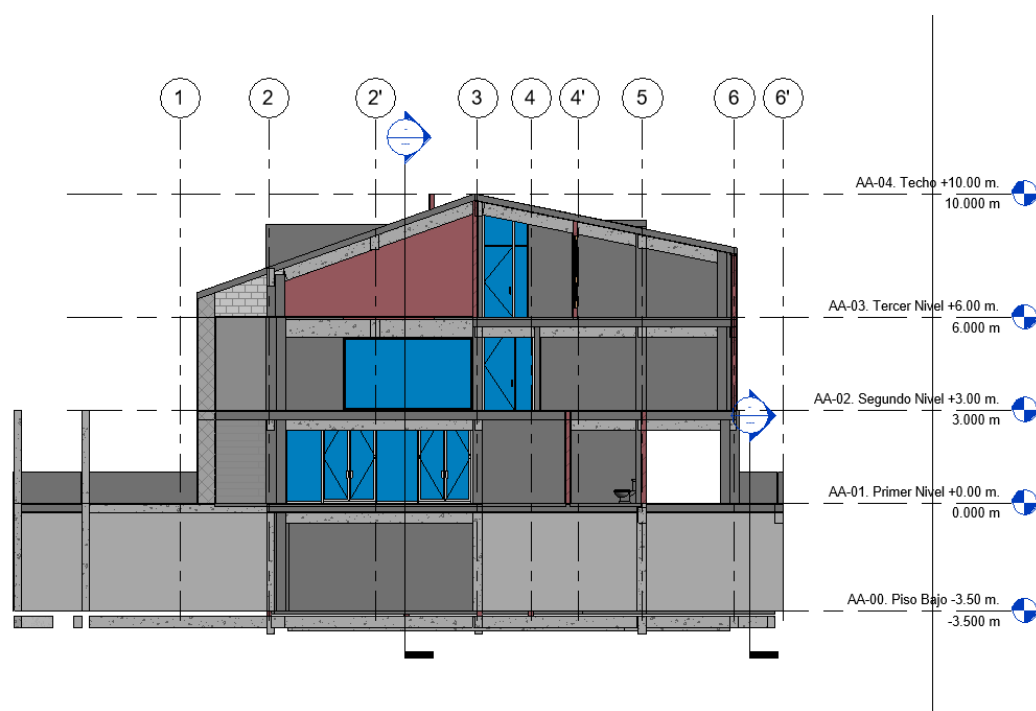 1 2 2' 3 4 4' 5 6 6'
AA-04. Techo +10.00 m.
10.000 m
AA-03. Tercer Nivel +6.00 m.
6.000 m
AA-02. Segundo Nivel +3.00 m.
3.000 m
AA-01. Primer Nivel +0.00 m.
0.000 m
AA-00. Piso Bajo -3.50 m.
-3.500 m